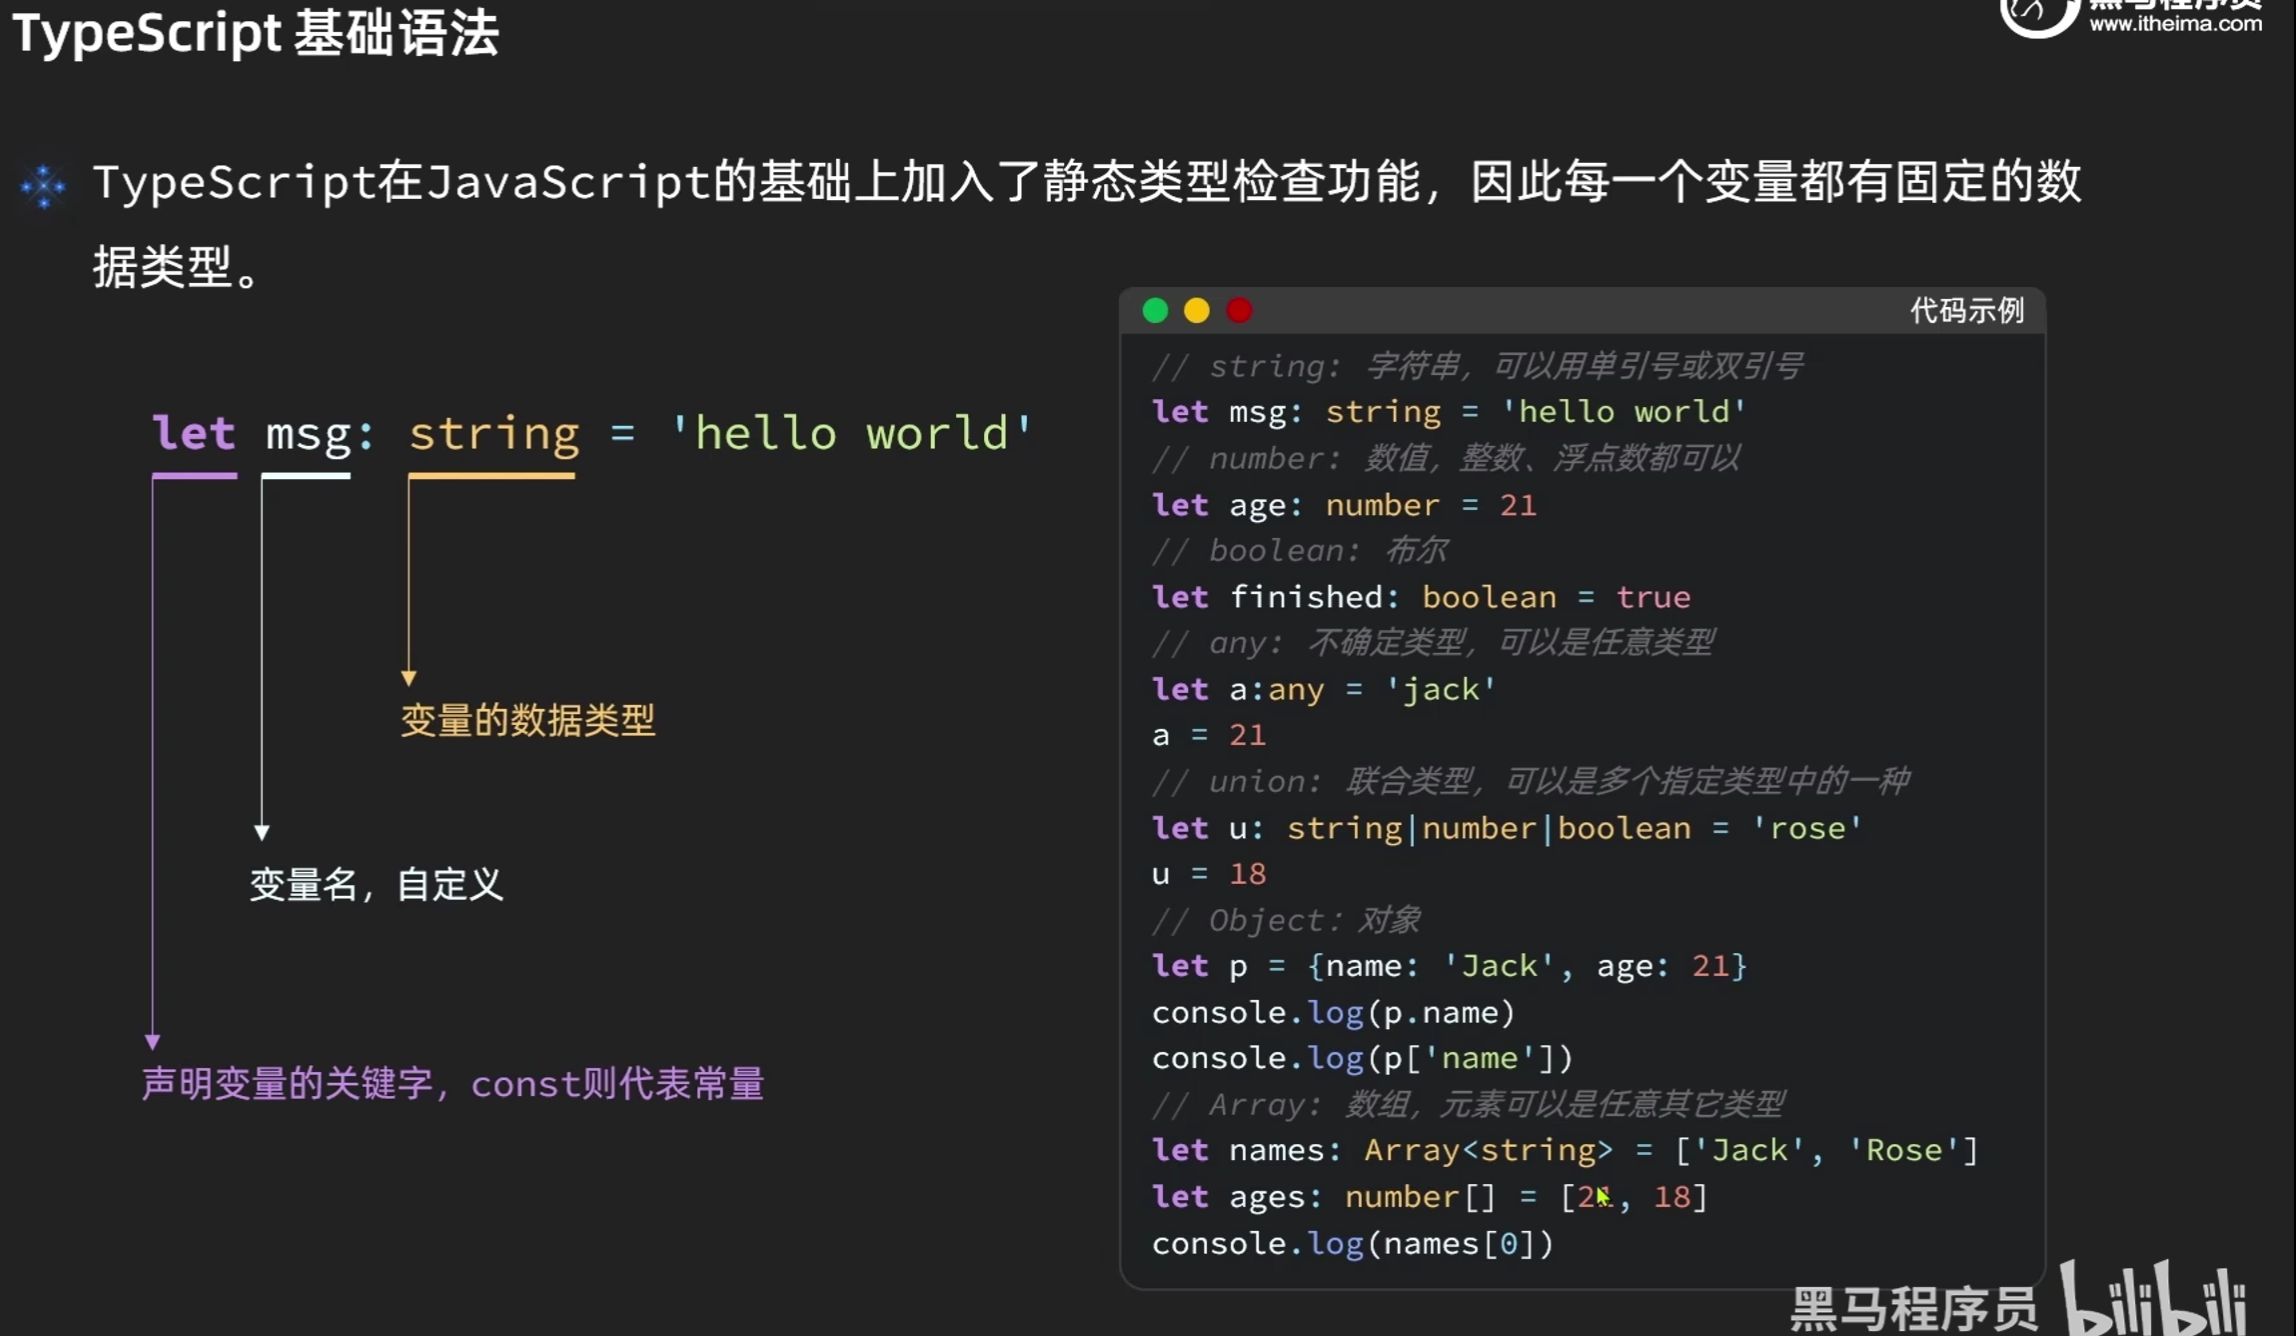 TypeScript 基础语法
黑马程序员
www.itheima.com
TypeScript在JavaScript的基础上加入了静态类型检查功能，因此每一个变量都有固定的数
据类型。
let msg: string = 'hello world'
变量的数据类型
变量名，自定义
声明变量的关键字，const则代表常量
代码示例
// string: 字符串，可以用单引号或双引号
let msg: string = 'hello world'
// number: 数值，整数、浮点数都可以
let age: number = 21
// boolean: 布尔
let finished: boolean = true
// any: 不确定类型，可以是任意类型
let a:any = 'jack'
a = 21
// union: 联合类型，可以是多个指定类型中的一种
let u: string|number|boolean = 'rose'
u = 18
// Object: 对象
let p = {name: 'Jack', age: 21}
console.log(p.name)
console.log(p['name'])
// Array: 数组，元素可以是任意其它类型
let names: Array<string> = ['Jack', 'Rose']
let ages: number[] = [21, 18]
console.log(names[0])
黑马程序员 bilibili